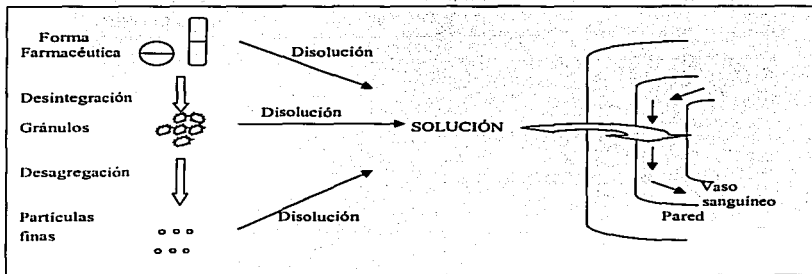 Forma
Farmacéutica
Disolución
Desintegración
Gránulos
Disolución
SOLUCIÓN
Desagregación
Partículas
finas
Disolución
Vaso
sanguíneo
Pared